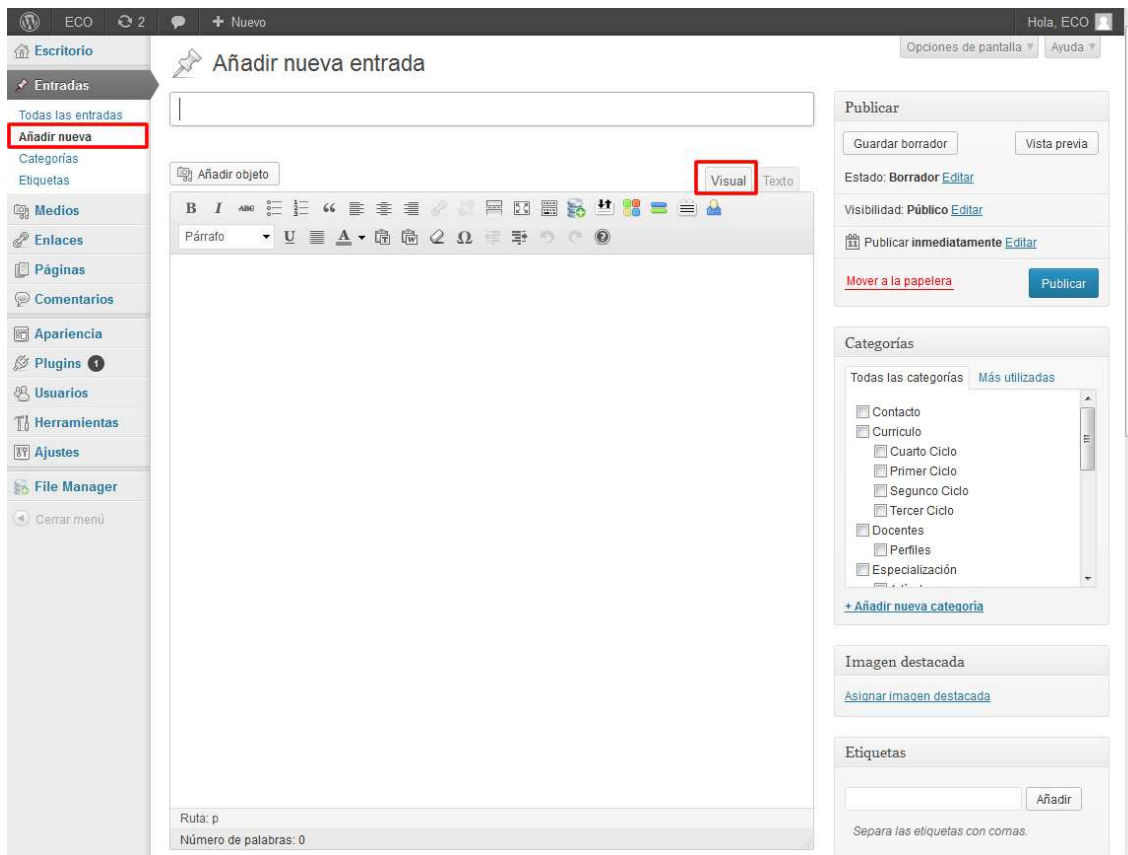 ECO 2 + Nuevo Hola, ECO
Escritorio
Entradas
Todas las entradas
Añadir nueva
Categorías
Etiquetas
Medios
Enlaces
Páginas
Comentarios
Apariencia
Plugins 1
Usuarios
Herramientas
Ajustes
File Manager
Cerrar menú
Opciones de pantalla Ayuda
Añadir nueva entrada
Añadir objeto
Visual Texto
B I ABC
Párrafo U A Ω
Ruta: p
Número de palabras: 0
Publicar
Guardar borrador Vista previa
Estado: Borrador Editar
Visibilidad: Público Editar
Publicar inmediatamente Editar
Mover a la papelera Publicar
Categorías
Todas las categorías Más utilizadas
Contacto
Curriculo
Cuarto Ciclo
Primer Ciclo
Segunco Ciclo
Tercer Ciclo
Docentes
Perfiles
Especialización
+ Añadir nueva categoría
Imagen destacada
Asignar imagen destacada
Etiquetas
Añadir
Separa las etiquetas con comas.